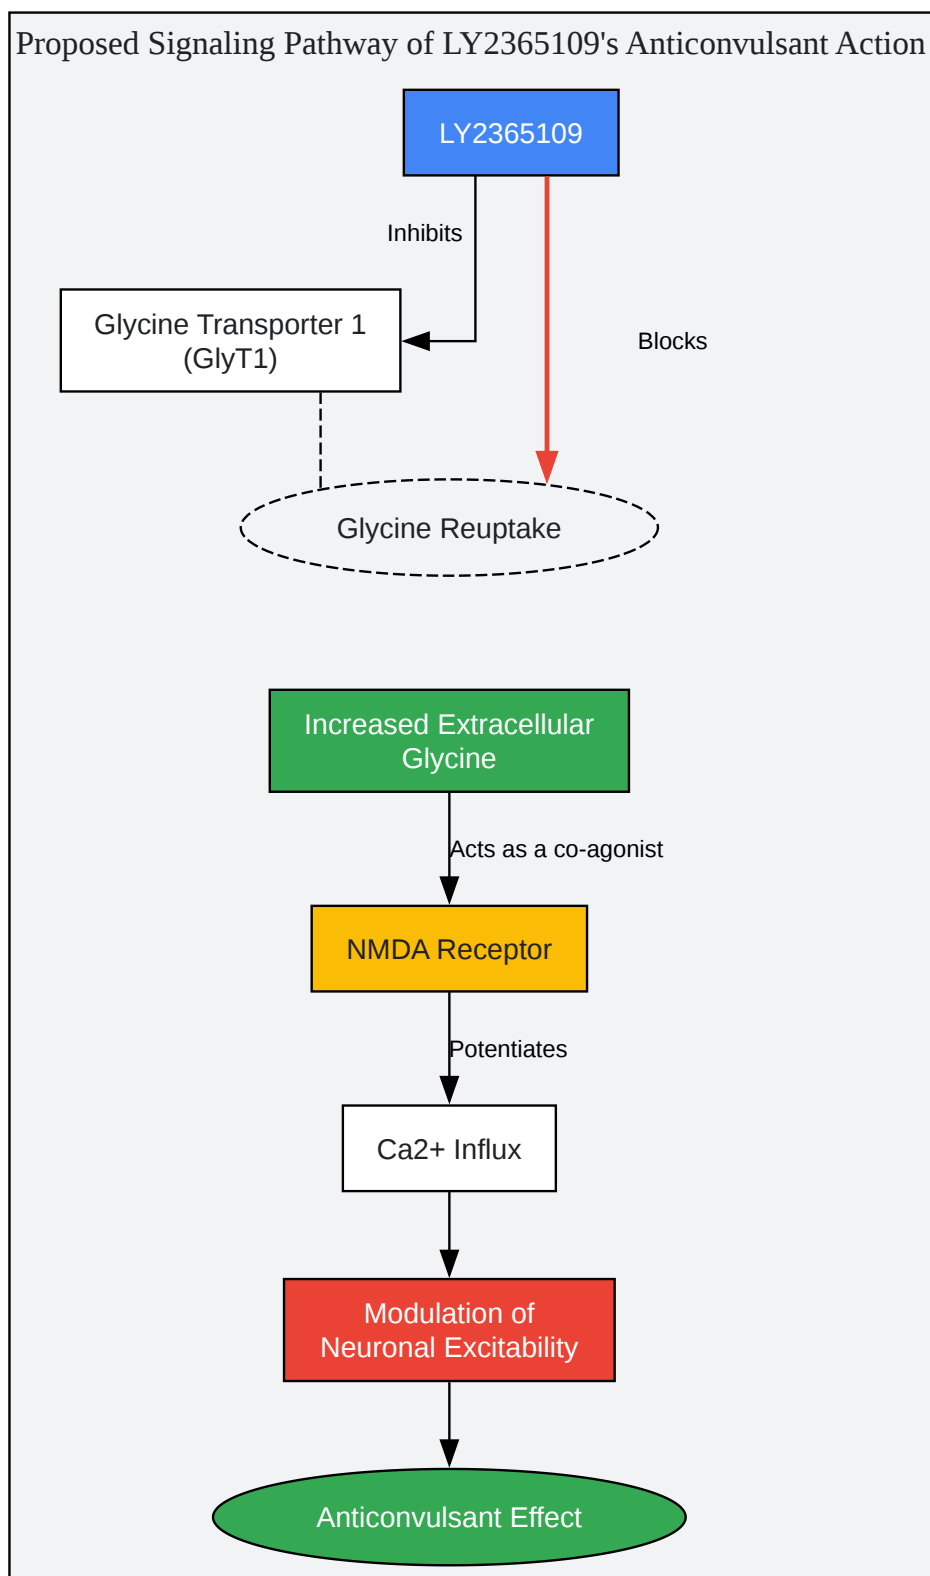 Proposed Signaling Pathway of LY2365109's Anticonvulsant Action
LY2365109
Inhibits
Glycine Transporter 1
(GlyT1)
Blocks
Glycine Reuptake
Increased Extracellular
Glycine
Acts as a co-agonist
NMDA Receptor
Potentiates
Ca2+ Influx
Modulation of
Neuronal Excitability
Anticonvulsant Effect